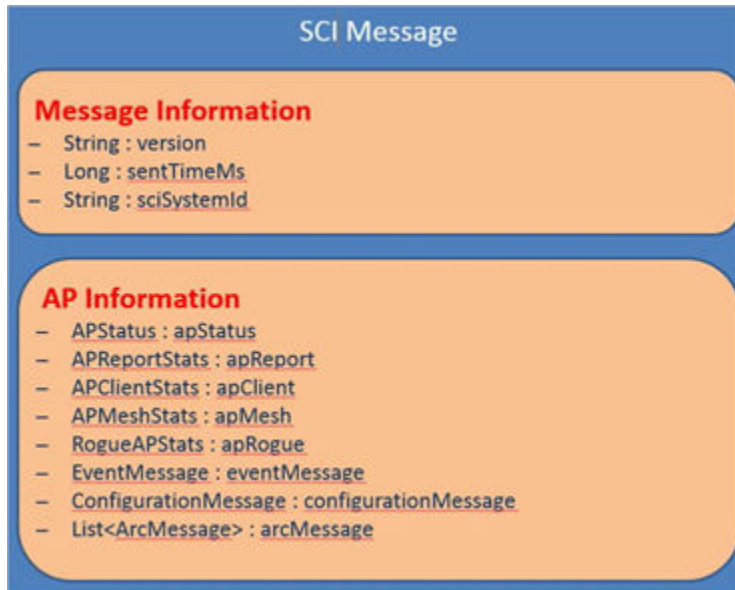 SCI Message
Message Information
– String : version
– Long : sentTimeMs
– String : sciSystemId
AP Information
– APStatus : apStatus
– APReportStats : apReport
– APClientStats : apClient
– APMeshStats : apMesh
– RogueAPStats : apRogue
– EventMessage : eventMessage
– ConfigurationMessage : configurationMessage
– List<ArcMessage> : arcMessage